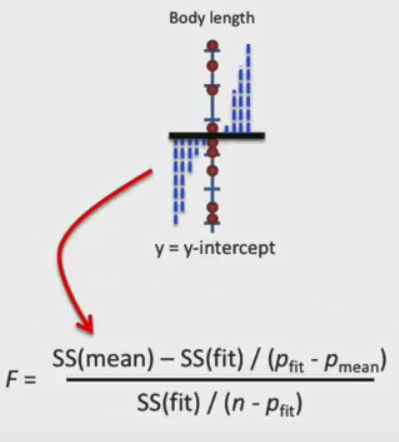 Body length
y = y-intercept
F = SS(mean) – SS(fit) / (pfit - pmean)
SS(fit) / (n - pfit)